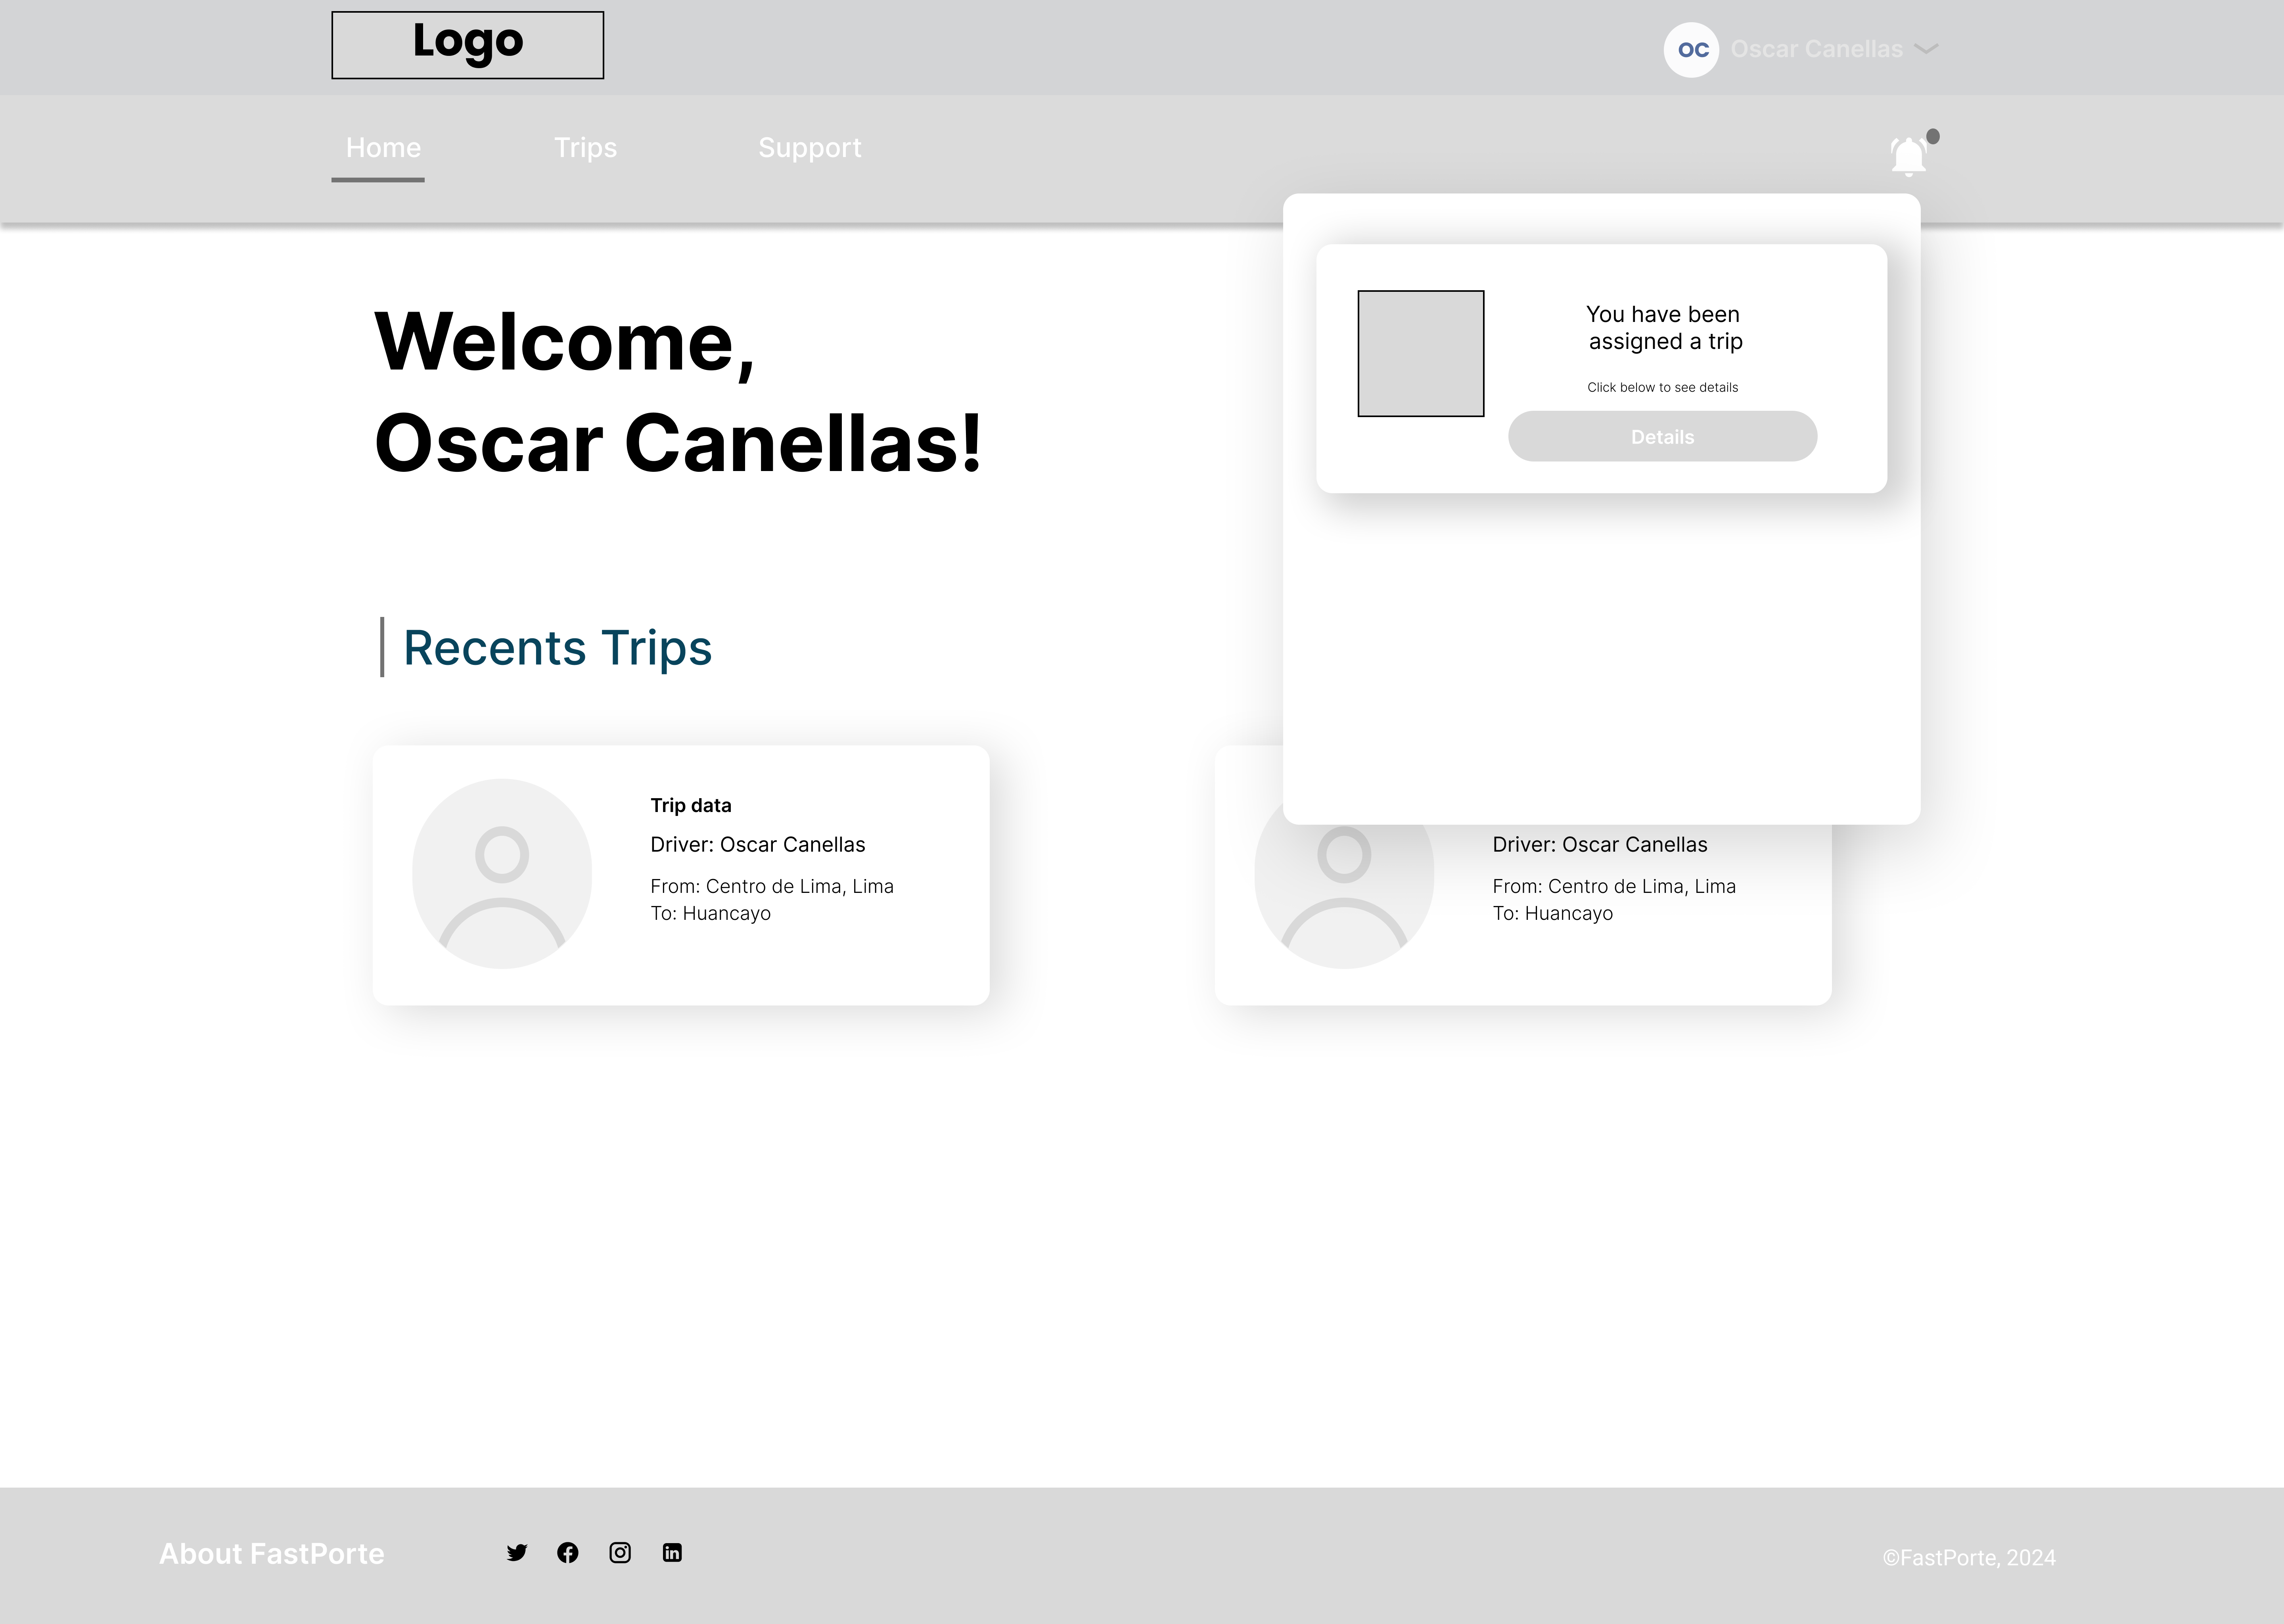 Logo
OC Oscar Canellas
Home Trips Support
Welcome,
Oscar Canellas!
You have been
assigned a trip
Click below to see details
Details
Recents Trips
Trip data
Driver: Oscar Canellas
From: Centro de Lima, Lima
To: Huancayo
Driver: Oscar Canellas
From: Centro de Lima, Lima
To: Huancayo
About FastPorte
©FastPorte, 2024